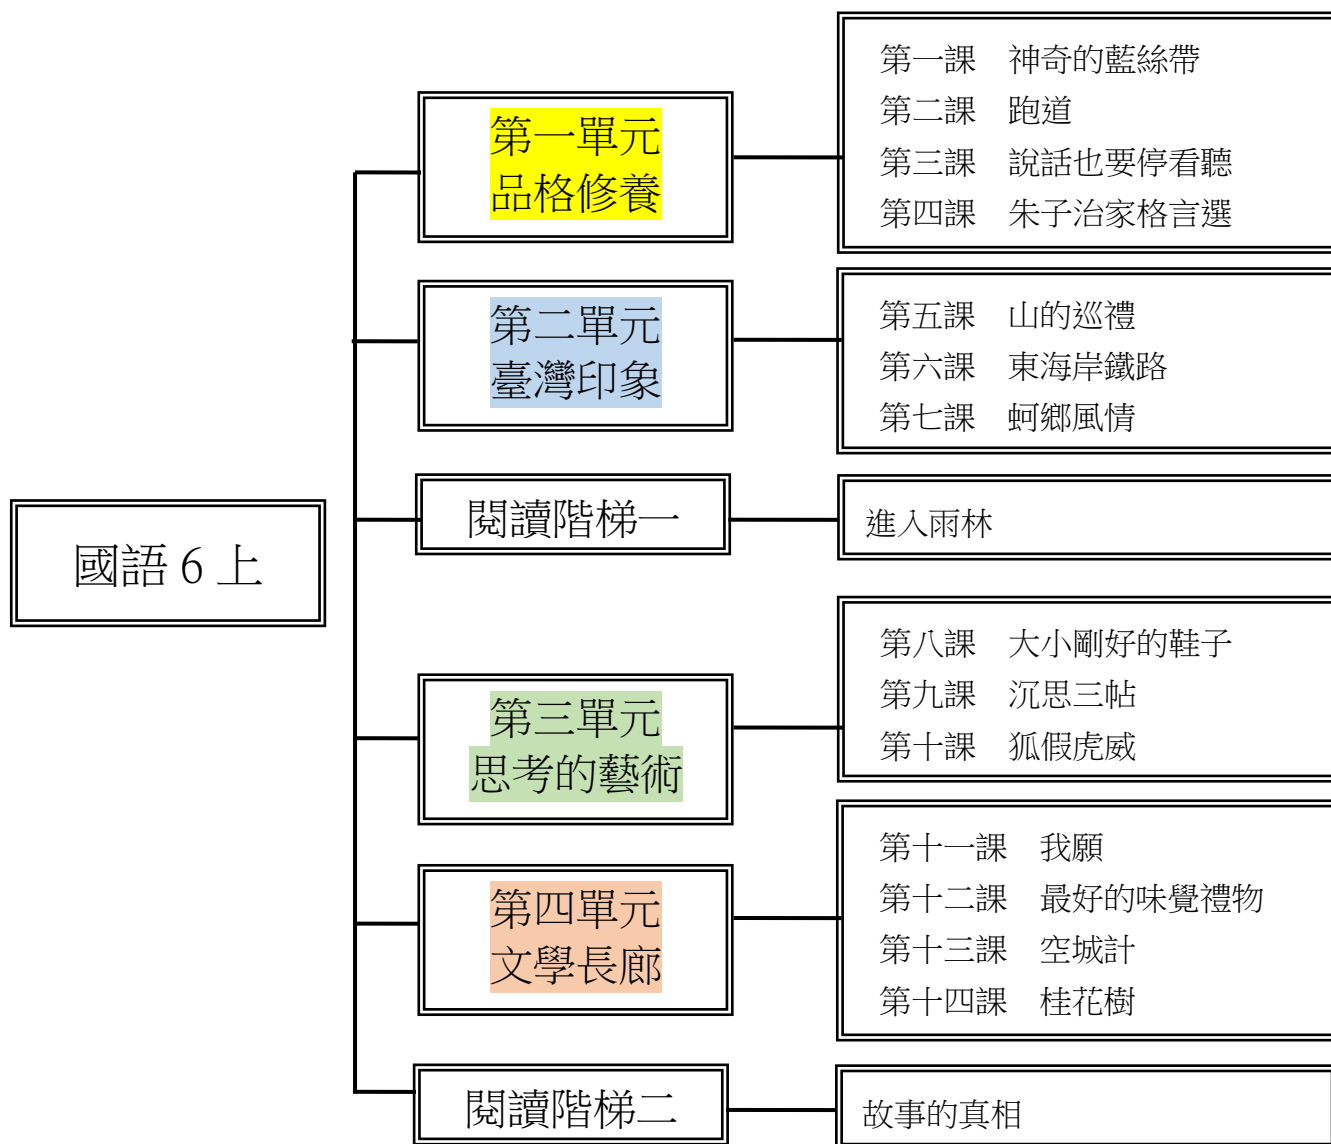 國語 6 上
第一單元
品格修養
第一課　神奇的藍絲帶
第二課　跑道
第三課　說話也要停看聽
第四課　朱子治家格言選
第二單元
臺灣印象
第五課　山的巡禮
第六課　東海岸鐵路
第七課　蚵鄉風情
閱讀階梯一
進入雨林
第三單元
思考的藝術
第八課　大小剛好的鞋子
第九課　沉思三帖
第十課　狐假虎威
第四單元
文學長廊
第十一課　我願
第十二課　最好的味覺禮物
第十三課　空城計
第十四課　桂花樹
閱讀階梯二
故事的真相